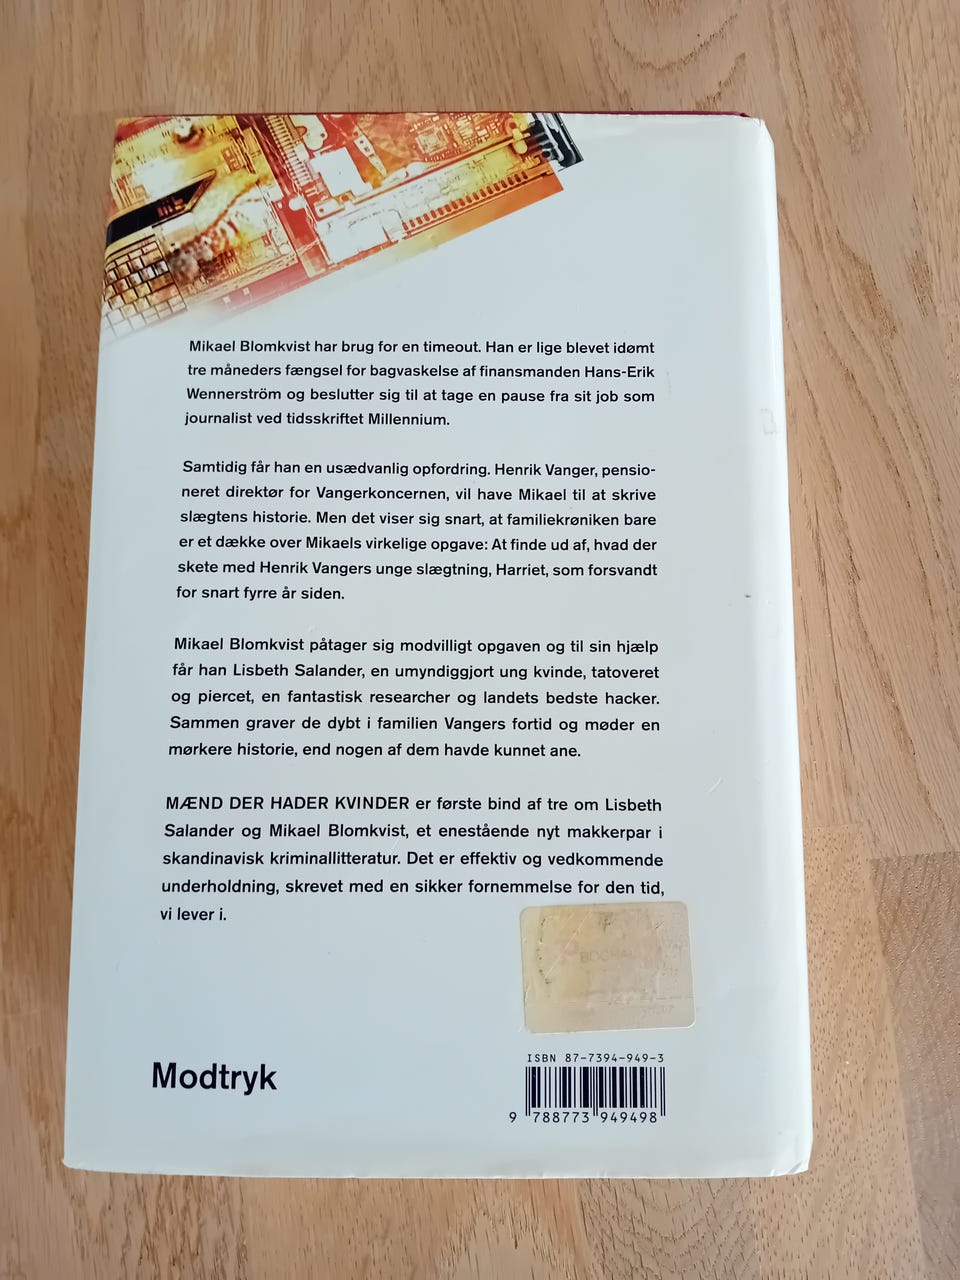 Mikael Blomkvist har brug for en timeout. Han er lige blevet idømt
tre måneders fængsel for bagvaskelse af finansmanden Hans-Erik
Wennerström og beslutter sig til at tage en pause fra sit job som
journalist ved tidsskriftet Millennium.
Samtidig får han en usædvanlig opfordring. Henrik Vanger, pensio-
neret direktør for Vangerkoncernen, vil have Mikael til at skrive
slægtens historie. Men det viser sig snart, at familiekrøniken bare
er et dække over Mikaels virkelige opgave: At finde ud af, hvad der
skete med Henrik Vangers unge slægtning, Harriet, som forsvandt
for snart fyrre år siden.
Mikael Blomkvist påtager sig modvilligt opgaven og til sin hjælp
får han Lisbeth Salander, en umyndiggjort ung kvinde, tatoveret
og piercet, en fantastisk researcher og landets bedste hacker.
Sammen graver de dybt i familien Vangers fortid og møder en
mørkere historie, end nogen af dem havde kunnet ane.
MÆND DER HADER KVINDER er første bind af tre om Lisbeth
Salander og Mikael Blomkvist, et enestående nyt makkerpar i
skandinavisk kriminallitteratur. Det er effektiv og vedkommende
underholdning, skrevet med en sikker fornemmelse for den tid,
vi lever i.
Modtryk
ISBN 87-7394-949-3
9 788773 949498